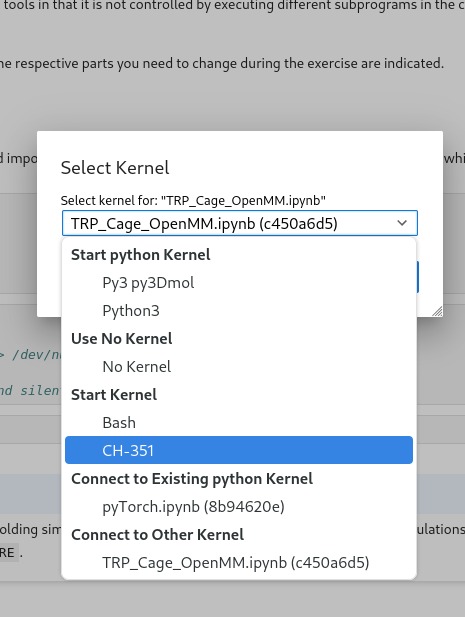 tools in that it is not controlled by executing different subprograms in the c
ne respective parts you need to change during the exercise are indicated.
d impo
whi
Select Kernel
Select kernel for: "TRP_Cage_OpenMM.ipynb"
TRP_Cage_OpenMM.ipynb (c450a6d5)
Start python Kernel
Py3 py3Dmol
Python3
Use No Kernel
> /dev/nu
No Kernel
nd silen
Start Kernel
Bash
CH-351
Connect to Existing python Kernel
pyTorch.ipynb (8b94620e)
olding sim
ulations
Connect to Other Kernel
RE.
TRP_Cage_OpenMM.ipynb (c450a6d5)